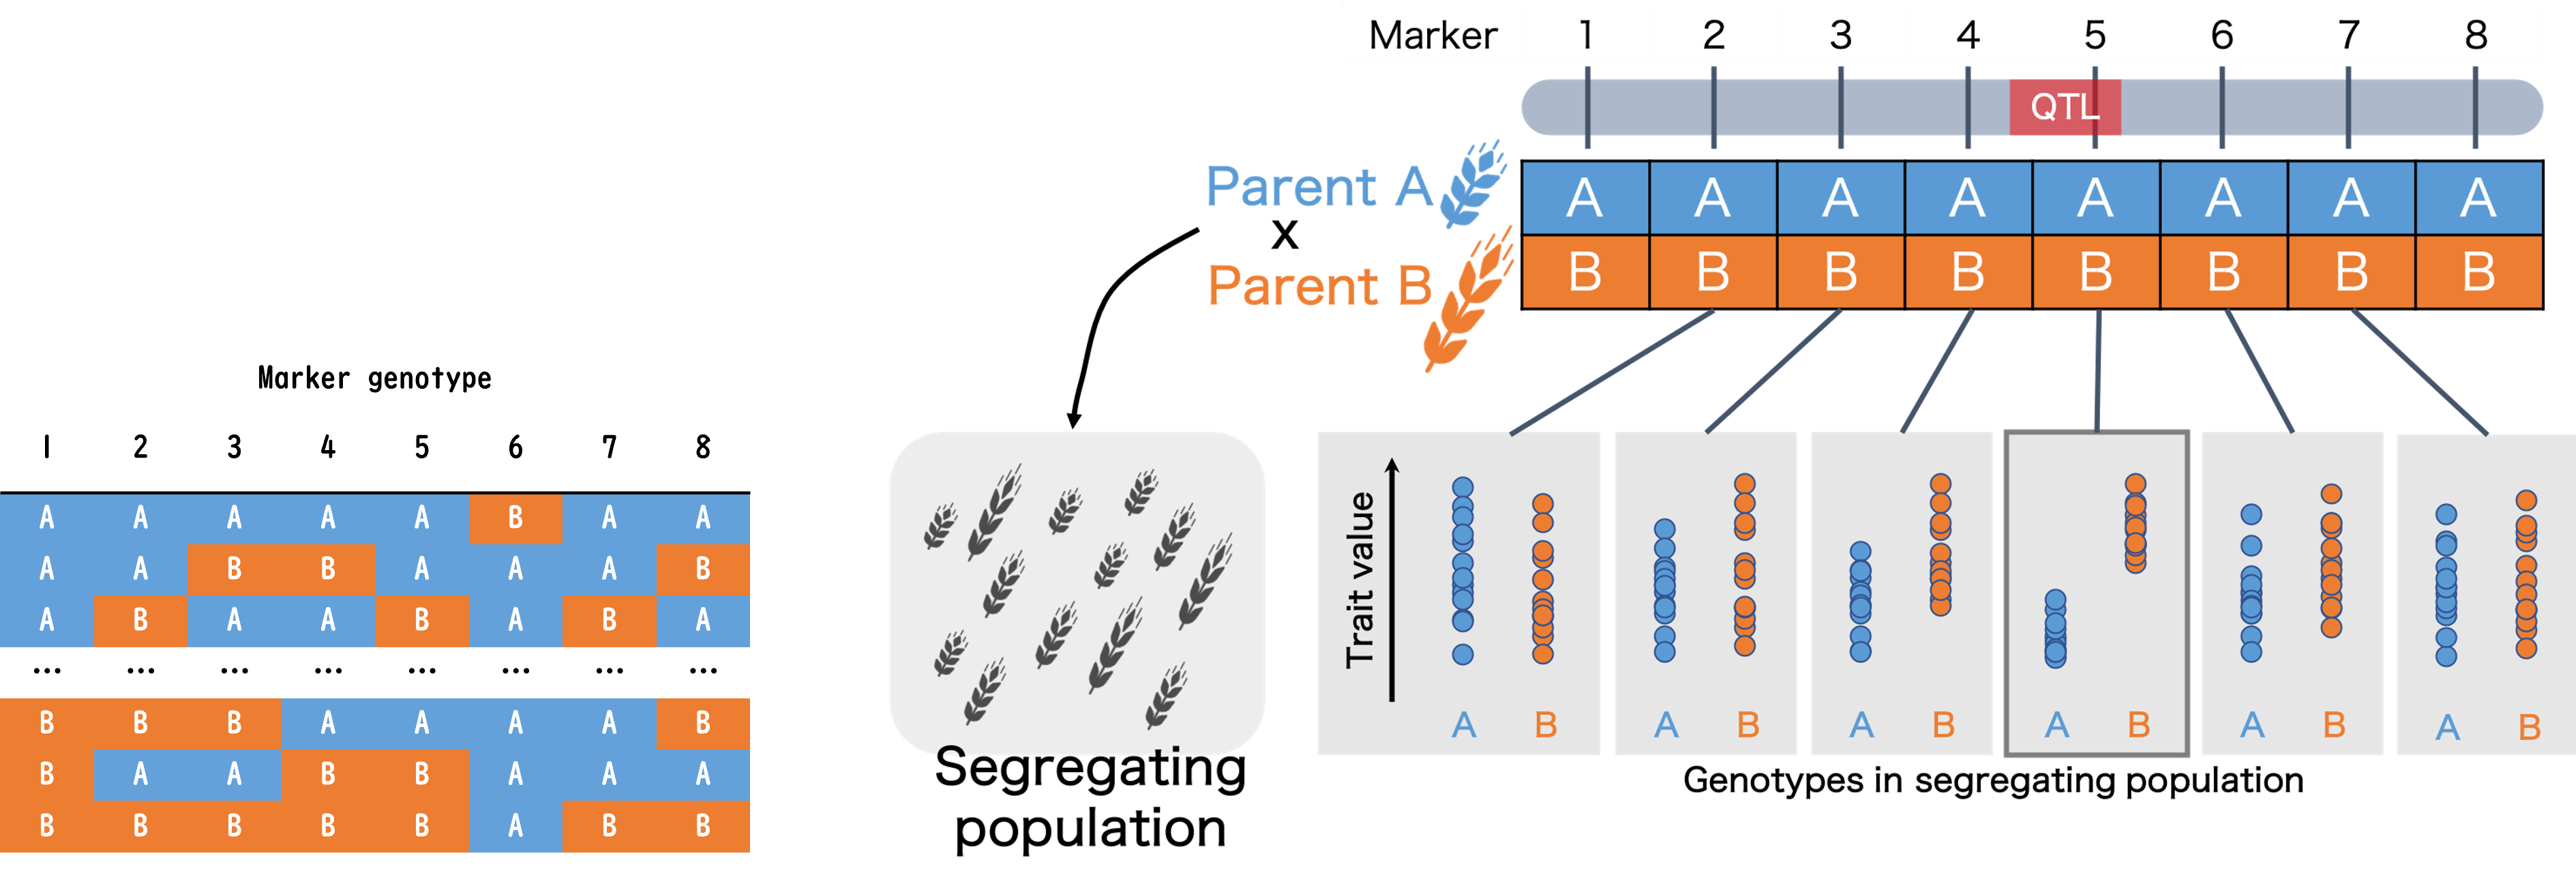 Marker 1 2 3 4 5 6 7 8
QTL
Parent A
x
Parent B
A A A A A A A A
B B B B B B B B
Marker genotype
1 2 3 4 5 6 7 8
A A A A A B A A
A A B B A A A B
A B A A B A B A
... ... ... ... ... ... ... ...
B B B A A A A B
B A A B B A A A
B B B B B A B B
Segregating
population
Trait value
A B A B A B A B A B A B
Genotypes in segregating population